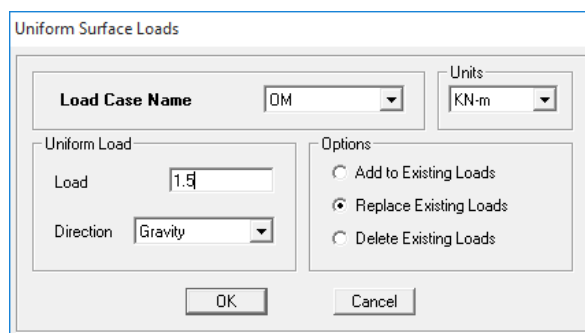 Uniform Surface Loads
Units
Load Case Name OM KN-m
Uniform Load Options
Load 1.5 Add to Existing Loads
Replace Existing Loads
Direction Gravity
Delete Existing Loads
OK Cancel